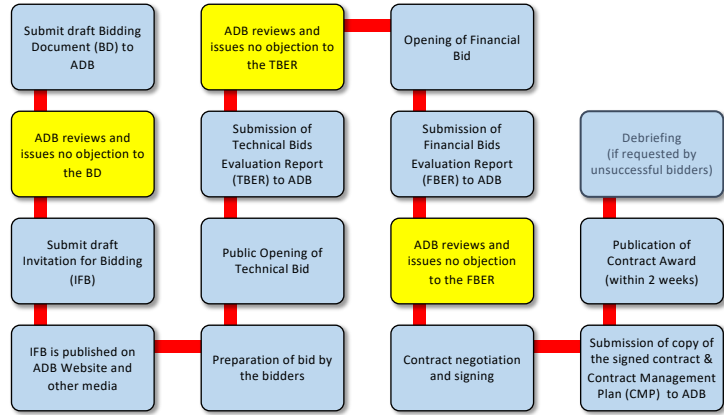 Submit draft Bidding
Document (BD) to
ADB
ADB reviews and
issues no objection to
the BD
Submit draft
Invitation for Bidding
(IFB)
IFB is published on
ADB Website and
other media
Preparation of bid by
the bidders
Public Opening of
Technical Bid
Submission of
Technical Bids
Evaluation Report
(TBER) to ADB
ADB reviews and
issues no objection to
the TBER
Opening of Financial
Bid
Submission of
Financial Bids
Evaluation Report
(FBER) to ADB
ADB reviews and
issues no objection
to the FBER
Contract negotiation
and signing
Submission of copy of
the signed contract &
Contract Management
Plan (CMP) to ADB
Publication of
Contract Award
(within 2 weeks)
Debriefing
(if requested by
unsuccessful bidders)